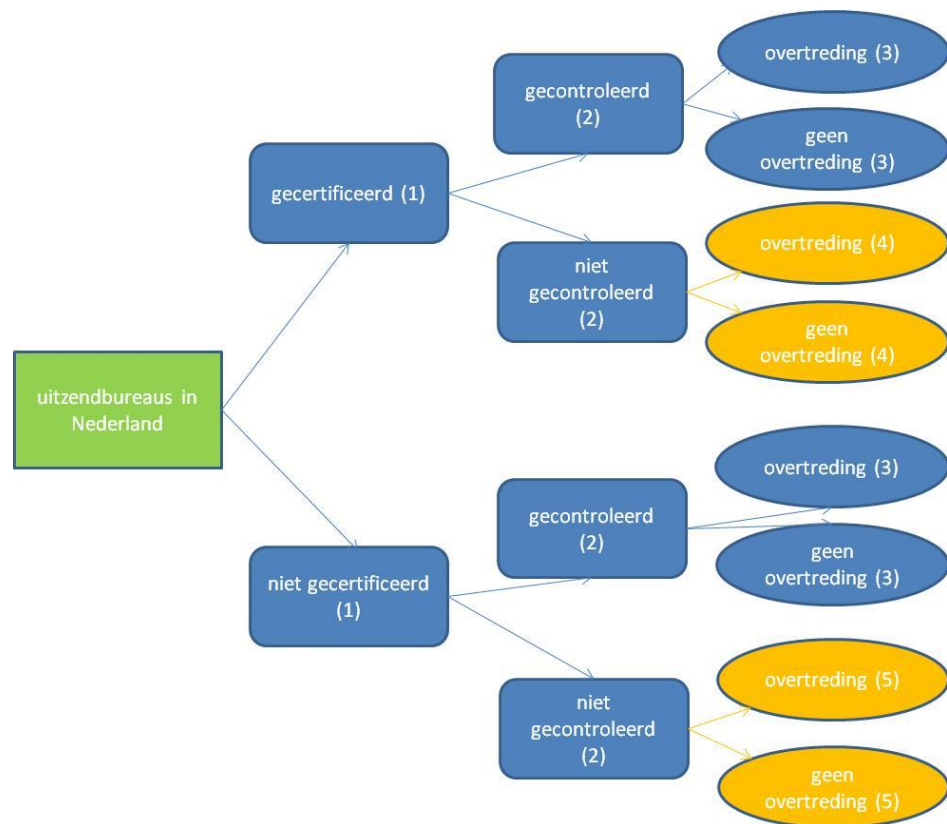 overtreding (3)
gecontroleerd
(2)
geen
overtreding (3)
gecertificeerd (1)
overtreding (4)
niet
gecontroleerd
(2)
geen
overtreding (4)
uitzendbureaus in
Nederland
overtreding (3)
gecontroleerd
(2)
geen
overtreding (3)
niet gecertificeerd
(1)
overtreding (5)
niet
gecontroleerd
(2)
geen
overtreding (5)